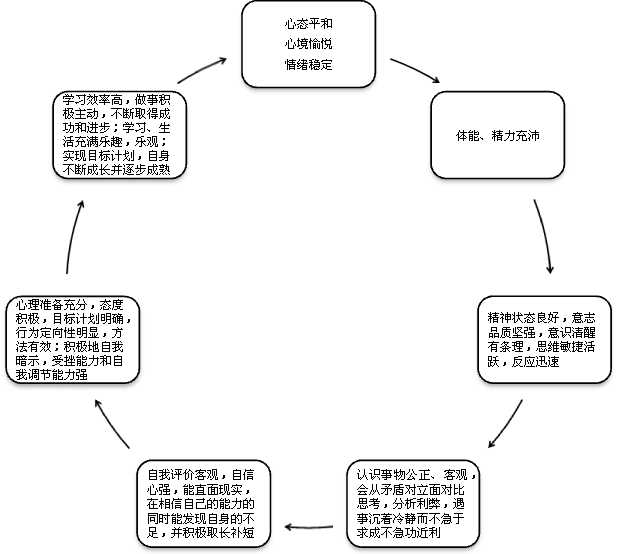 心态平和
心境愉悦
情绪稳定
体能、精力充沛
精神状态良好，意志
品质坚强，意识清醒
有条理，思维敏捷活
跃，反应迅速
认识事物公正、客观，
会从矛盾对立面对比
思考，分析利弊，遇
事沉着冷静而不急于
求成不急功近利
自我评价客观，自信
心强，能直面现实，
在相信自己的能力的
同时能发现自身的不
足，并积极取长补短
心理准备充分，态度
积极，目标计划明确，
行为定向性明显，方
法有效；积极地自我
暗示，受挫能力和自
我调节能力强
学习效率高，做事积
极主动，不断取得成
功和进步；学习、生
活充满乐趣，乐观；
实现目标计划，自身
不断成长并逐步成熟